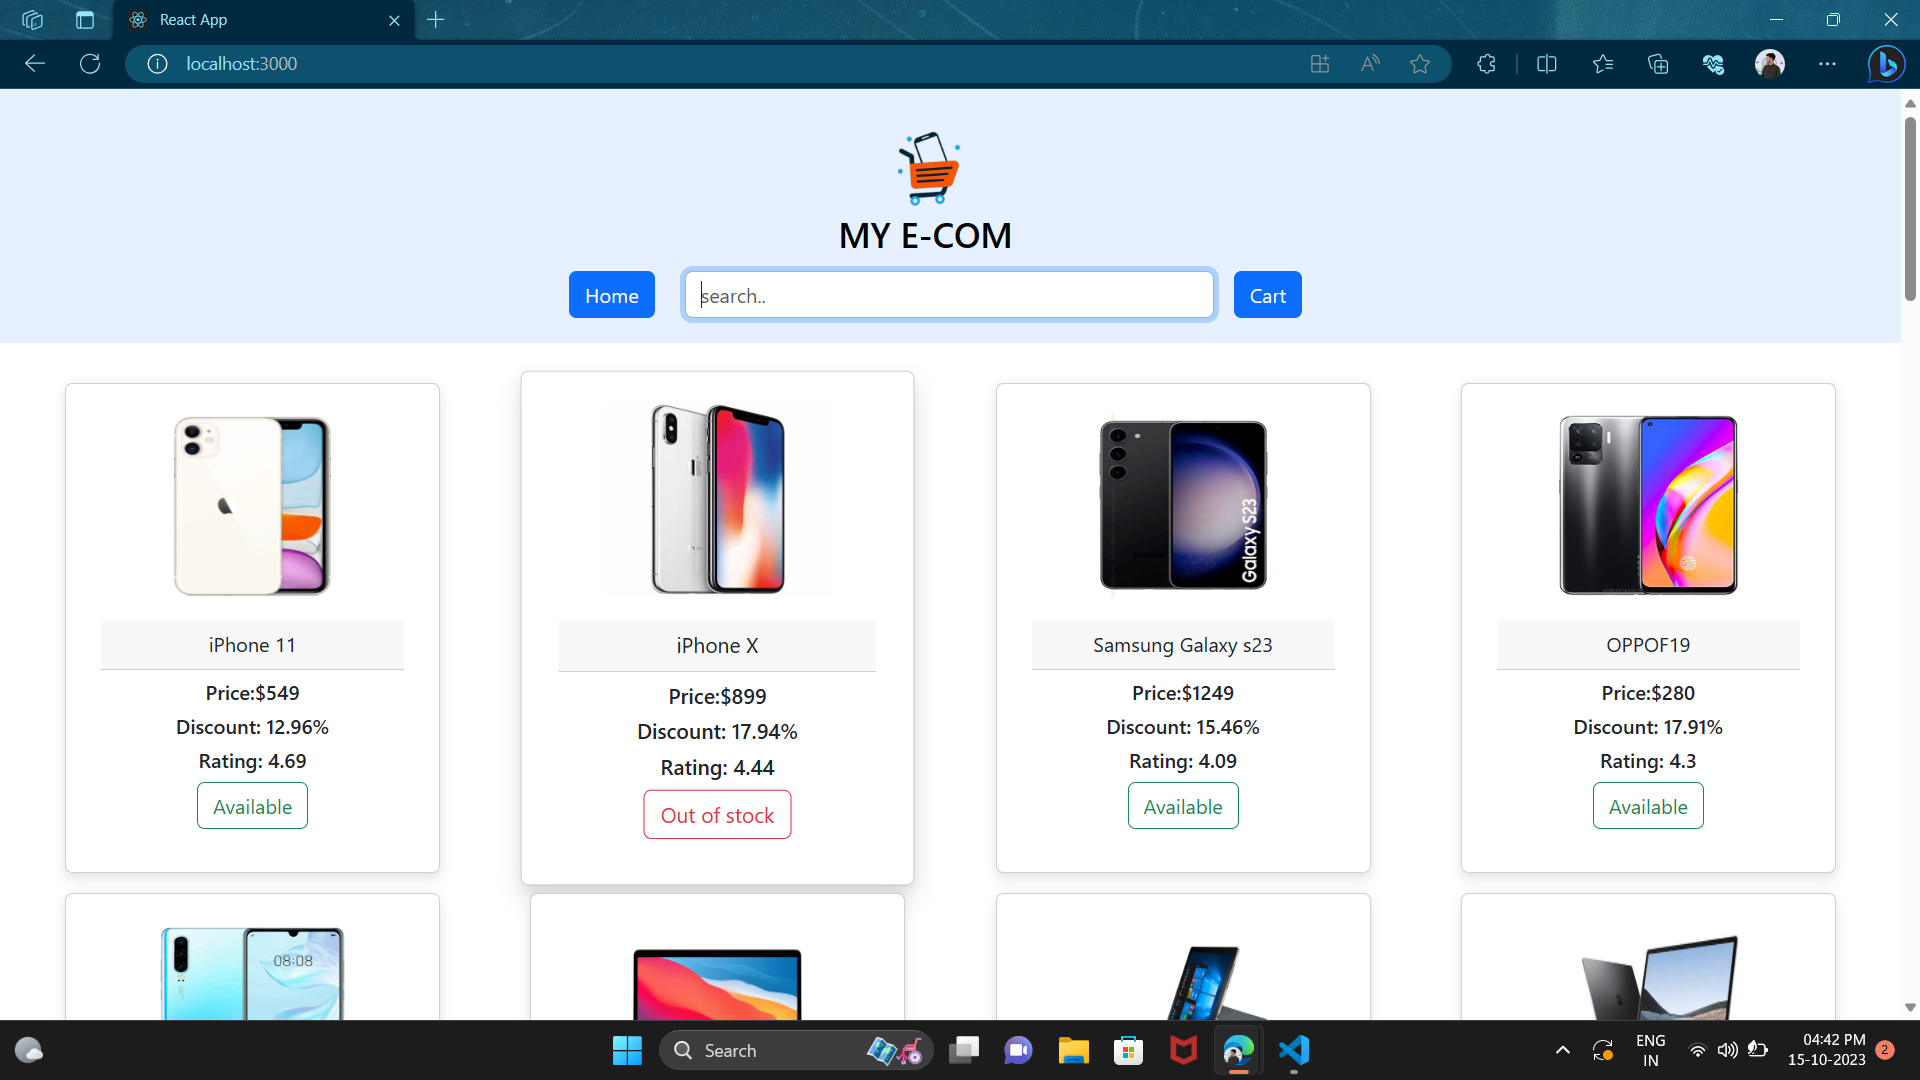 React App
localhost:3000
MY E-COM
Home
search..
Cart
Galaxy S23
iPhone 11
iPhone X
Samsung Galaxy s23
OPPOF19
Price:$549
Price:$899
Price:$1249
Price:$280
Discount: 12.96%
Discount: 17.94%
Discount: 15.46%
Discount: 17.91%
Rating: 4.69
Rating: 4.44
Rating: 4.09
Rating: 4.3
Available
Out of stock
Available
Available
08:08
Search
ENG
IN
04:42 PM
15-10-2023
2